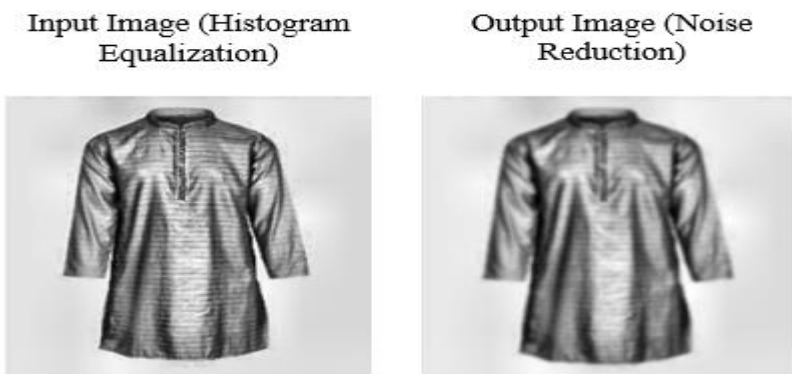 Input Image (Histogram
Equalization)
Output Image (Noise
Reduction)